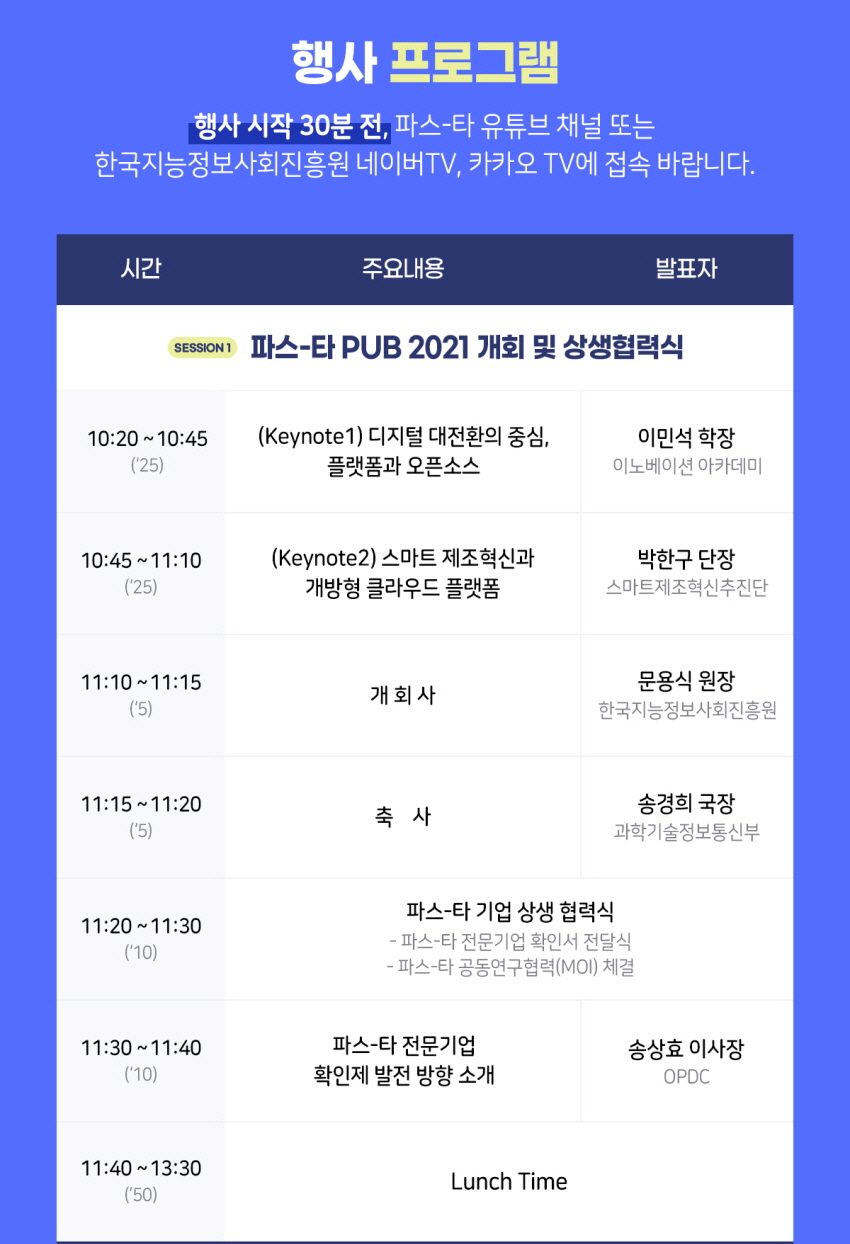 행사 프로그램
행사 시작 30분 전, 파스-타 유튜브 채널 또는
한국지능정보사회진흥원 네이버TV, 카카오 TV에 접속 바랍니다.
시간 주요내용 발표자
SESSION 1 파스-타 PUB 2021 개회 및 상생협력식
10:20 ~ 10:45
('25)
(Keynote1) 디지털 대전환의 중심,
플랫폼과 오픈소스
이민석 학장
이노베이션 아카데미
10:45 ~ 11:10
('25)
(Keynote2) 스마트 제조혁신과
개방형 클라우드 플랫폼
박한구 단장
스마트제조혁신추진단
11:10 ~ 11:15
('5)
개 회 사
문용식 원장
한국지능정보사회진흥원
11:15 ~ 11:20
('5)
축 사
송경희 국장
과학기술정보통신부
11:20 ~ 11:30
('10)
파스-타 기업 상생 협력식
- 파스-타 전문기업 확인서 전달식
- 파스-타 공동연구협력(MOI) 체결
11:30 ~ 11:40
('10)
파스-타 전문기업
확인제 발전 방향 소개
송상효 이사장
OPDC
11:40 ~ 13:30
('50)
Lunch Time